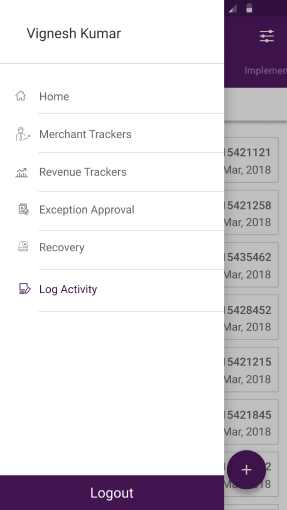 Vignesh Kumar
Implemen
Home
Merchant Trackers
15421121
Mar, 2018
Revenue Trackers
15421258
Exception Approval
Mar, 2018
Recovery
15435462
Mar, 2018
Log Activity
15428452
Mar, 2018
15421215
Mar, 2018
15421845
Mar, 2018
2
Mar, 2018
Logout